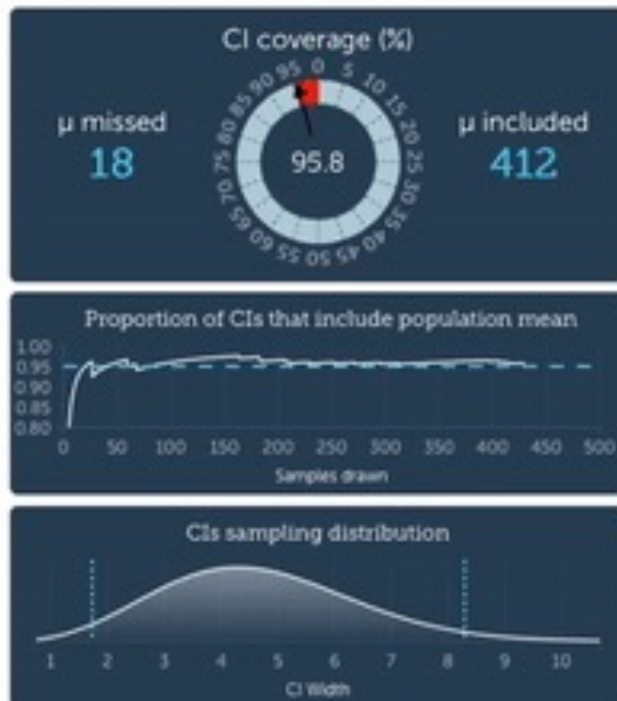 CI coverage (%)
0 5 10 15 20 25 30 35 40 45 50 55 60 65 70 75 80 85 90 95
µ missed
18
95.8
µ included
412
Proportion of CIs that include population mean
1.00
0.95
0.90
0.85
0.80
0 50 100 150 200 250 300 350 400 450 500
Samples drawn
CIs sampling distribution
1 2 3 4 5 6 7 8 9 10
CI Width